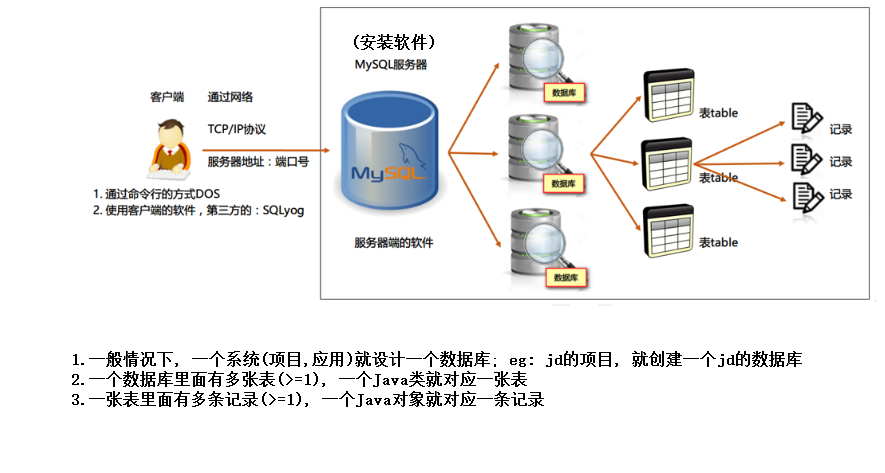 (安装软件)
MySQL服务器
客户端 通过网络
TCP/IP协议
服务器地址：端口号
1. 通过命令行的方式DOS
2. 使用客户端的软件，第三方的：SQLyog
MySQL
服务器端的软件
数据库
数据库
数据库
表table
表table
表table
记录
记录
记录
1.一般情况下, 一个系统(项目,应用)就设计一个数据库; eg: jd的项目, 就创建一个jd的数据库
2.一个数据库里面有多张表(>=1), 一个Java类就对应一张表
3.一张表里面有多条记录(>=1), 一个Java对象就对应一条记录